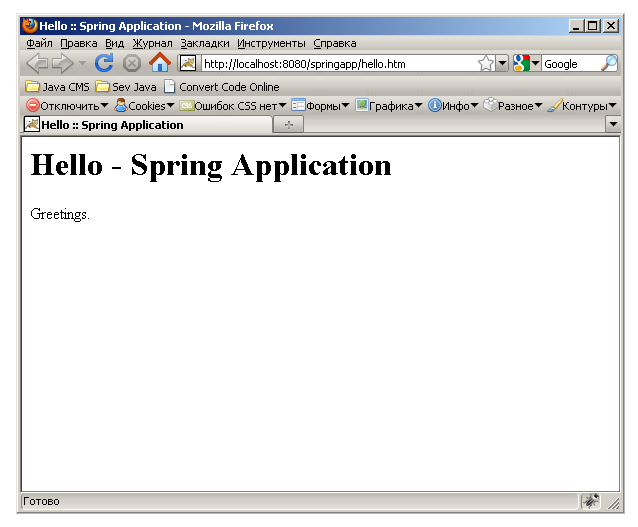 Hello :: Spring Application - Mozilla Firefox
Файл Правка Вид Журнал Закладки Инструменты Справка
http://localhost:8080/springapp/hello.htm Google
Java CMS Sev Java Convert Code Online
Отключить Cookies Ошибок CSS нет Формы Графика Инфо Разное Контуры
Hello :: Spring Application
Hello - Spring Application
Greetings.
Готово